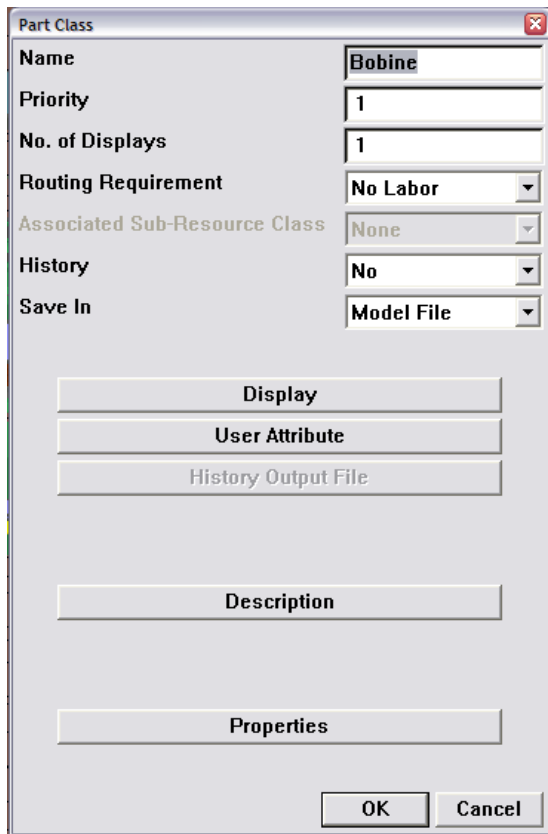 Part Class
Name Bobine
Priority 1
No. of Displays 1
Routing Requirement No Labor
Associated Sub-Resource Class None
History No
Save In Model File
Display
User Attribute
History Output File
Description
Properties
OK Cancel